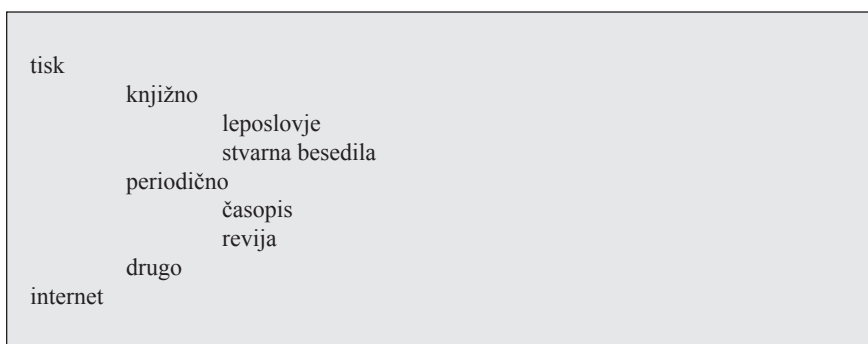 tisk
knjižno
leposlovje
stvarna besedila
periodično
časopis
revija
drugo
internet